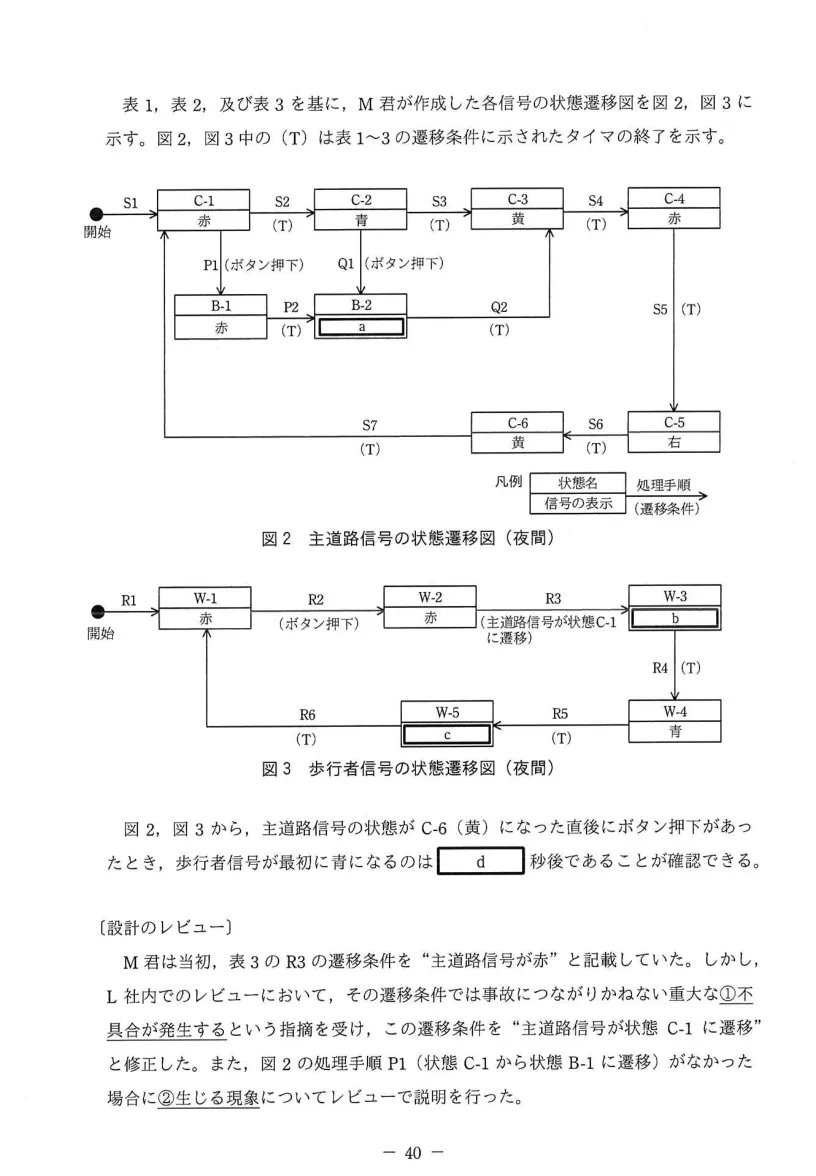 表1，表2，及び表3を基に，M君が作成した各信号の状態遷移図を図2，図3に
示す。図2，図3中の（T）は表1～3の遷移条件に示されたタイマの終了を示す。
開始
S1
C-1
赤
S2
(T)
C-2
青
S3
(T)
C-3
黄
S4
(T)
C-4
赤
P1（ボタン押下）
Q1（ボタン押下）
B-1
赤
P2
(T)
B-2
a
Q2
(T)
S5 (T)
S7
(T)
C-6
黄
S6
(T)
C-5
右
凡例
状態名
信号の表示
処理手順
（遷移条件）
図2　主道路信号の状態遷移図（夜間）
開始
R1
W-1
赤
R2
（ボタン押下）
W-2
赤
R3
（主道路信号が状態C-1
に遷移）
W-3
b
R4 (T)
R6
(T)
W-5
c
R5
(T)
W-4
青
図3　歩行者信号の状態遷移図（夜間）
図2，図3から，主道路信号の状態がC-6（黄）になった直後にボタン押下があっ
たとき，歩行者信号が最初に青になるのは d 秒後であることが確認できる。
〔設計のレビュー〕
M君は当初，表3のR3の遷移条件を“主道路信号が赤”と記載していた。しかし，
L社内でのレビューにおいて，その遷移条件では事故につながりかねない重大な①不
具合が発生するという指摘を受け，この遷移条件を“主道路信号が状態 C-1 に遷移”
と修正した。また，図2の処理手順P1（状態C-1から状態B-1に遷移）がなかった
場合に②生じる現象についてレビューで説明を行った。
－ 40 －